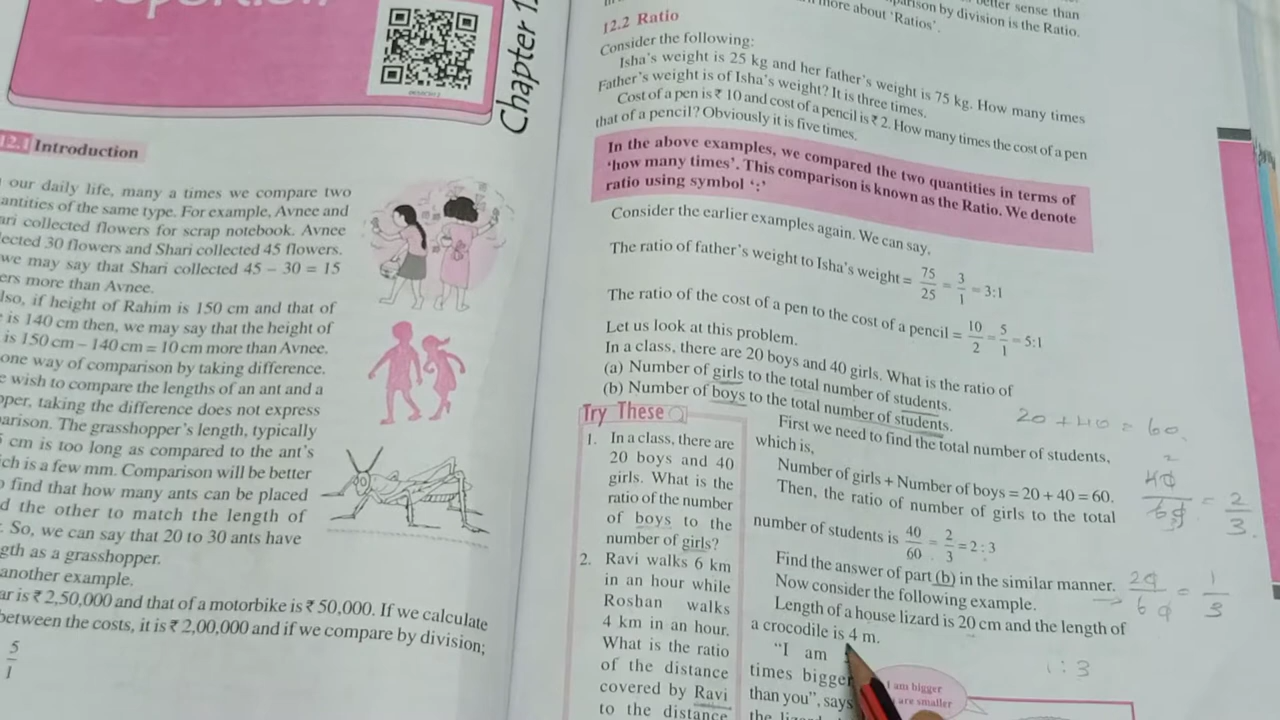 Chapter 1
12.1 Introduction
our daily life, many a times we compare two
antities of the same type. For example, Avnee and
ari collected flowers for scrap notebook. Avnee
lected 30 flowers and Shari collected 45 flowers.
we may say that Shari collected 45 – 30 = 15
ers more than Avnee.
lso, if height of Rahim is 150 cm and that of
is 140 cm then, we may say that the height of
is 150 cm – 140 cm = 10 cm more than Avnee.
one way of comparison by taking difference.
e wish to compare the lengths of an ant and a
pper, taking the difference does not express
parison. The grasshopper's length, typically
cm is too long as compared to the ant's
ich is a few mm. Comparison will be better
o find that how many ants can be placed
d the other to match the length of
. So, we can say that 20 to 30 ants have
gth as a grasshopper.
another example.
ar is ₹ 2,50,000 and that of a motorbike is ₹ 50,000. If we calculate
between the costs, it is ₹ 2,00,000 and if we compare by division;
5/1
better sense than
parison by division is the Ratio.
more about 'Ratios'.
12.2 Ratio
Consider the following:
Isha's weight is 25 kg and her father's weight is 75 kg. How many times
Father's weight is of Isha's weight? It is three times.
Cost of a pen is ₹ 10 and cost of a pencil is ₹ 2. How many times the cost of a pen
that of a pencil? Obviously it is five times.
In the above examples, we compared the two quantities in terms of
'how many times'. This comparison is known as the Ratio. We denote
ratio using symbol ':'
Consider the earlier examples again. We can say,
The ratio of father's weight to Isha's weight = 75/25 = 3/1 = 3:1
The ratio of the cost of a pen to the cost of a pencil = 10/2 = 5/1 = 5:1
Let us look at this problem.
In a class, there are 20 boys and 40 girls. What is the ratio of
(a) Number of girls to the total number of students.
(b) Number of boys to the total number of students.
20 + 40 = 60.
Try These
1. In a class, there are
20 boys and 40
girls. What is the
ratio of the number
of boys to the
number of girls?
2. Ravi walks 6 km
in an hour while
Roshan walks
4 km in an hour.
What is the ratio
of the distance
covered by Ravi
to the distance
First we need to find the total number of students,
which is,
Number of girls + Number of boys = 20 + 40 = 60.
Then, the ratio of number of girls to the total
number of students is 40/60 = 2/3 = 2 : 3
2
40/60 = 2/3.
Find the answer of part (b) in the similar manner.
20/60 = 1/3
Now consider the following example.
Length of a house lizard is 20 cm and the length of
a crocodile is 4 m.
1 : 3
"I am
times bigger
than you", says
the liza
I am bigger
are smaller